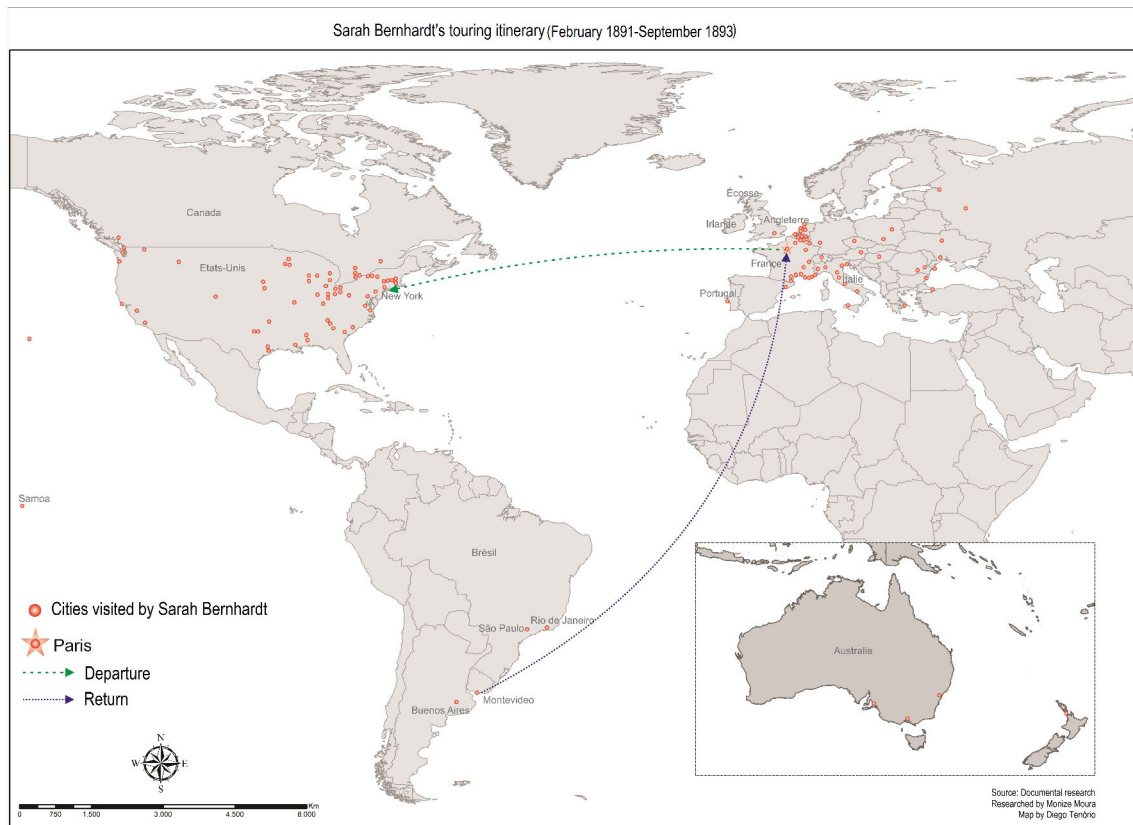 Sarah Bernhardt's touring itinerary (February 1891-September 1893)
Canada
Écosse
Irlande
Angleterre
Etats-Unis
France
Italie
New York
Portugal
Samoa
Brésil
São Paulo
Rio de Janeiro
Buenos Aires
Montevideo
Australie
Cities visited by Sarah Bernhardt
Paris
Departure
Return
N
W E
S
Km
0 750 1.500 3.000 4.500 6.000
Source: Documental research
Researched by Monize Moura
Map by Diego Tenório